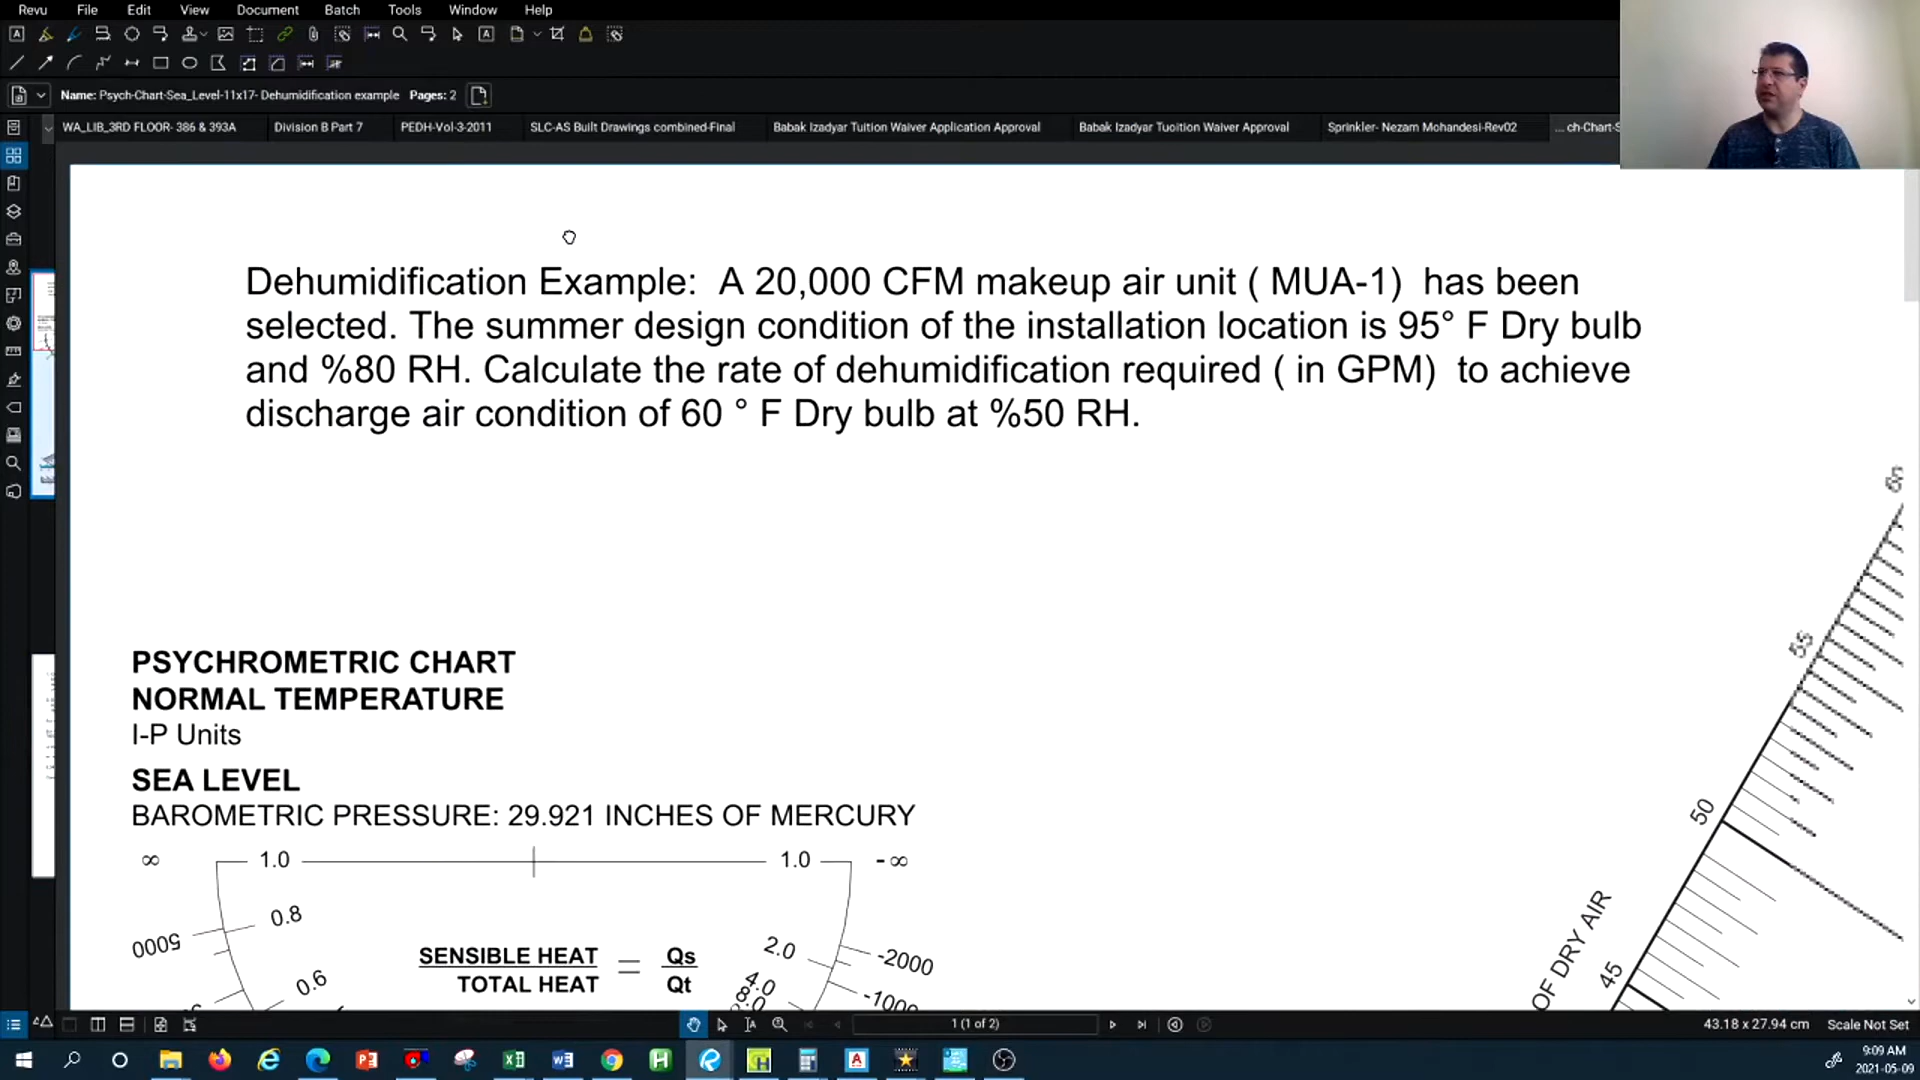 Revu File Edit View Document Batch Tools Window Help
Name: Psych-Chart-Sea_Level-11x17- Dehumidification example Pages: 2
WA_LIB_3RD FLOOR- 386 & 393A Division B Part 7 PEDH-Vol-3-2011 SLC-AS Built Drawings combined-Final Babak Izadyar Tuition Waiver Application Approval Babak Izadyar Tuoition Waiver Approval Sprinkler- Nezam Mohandesi-Rev02 ... ch-Chart-S
Dehumidification Example: A 20,000 CFM makeup air unit ( MUA-1) has been
selected. The summer design condition of the installation location is 95° F Dry bulb
and %80 RH. Calculate the rate of dehumidification required ( in GPM) to achieve
discharge air condition of 60 ° F Dry bulb at %50 RH.
PSYCHROMETRIC CHART
NORMAL TEMPERATURE
I-P Units
SEA LEVEL
BAROMETRIC PRESSURE: 29.921 INCHES OF MERCURY
∞ 1.0 1.0 - ∞
0.8
5000
2.0
-2000
0.6
4.0
8.0
-1000
SENSIBLE HEAT = Qs
TOTAL HEAT Qt
55
50
45
OF DRY AIR
1 (1 of 2)
43.18 x 27.94 cm Scale Not Set
9:09 AM
2021-05-09